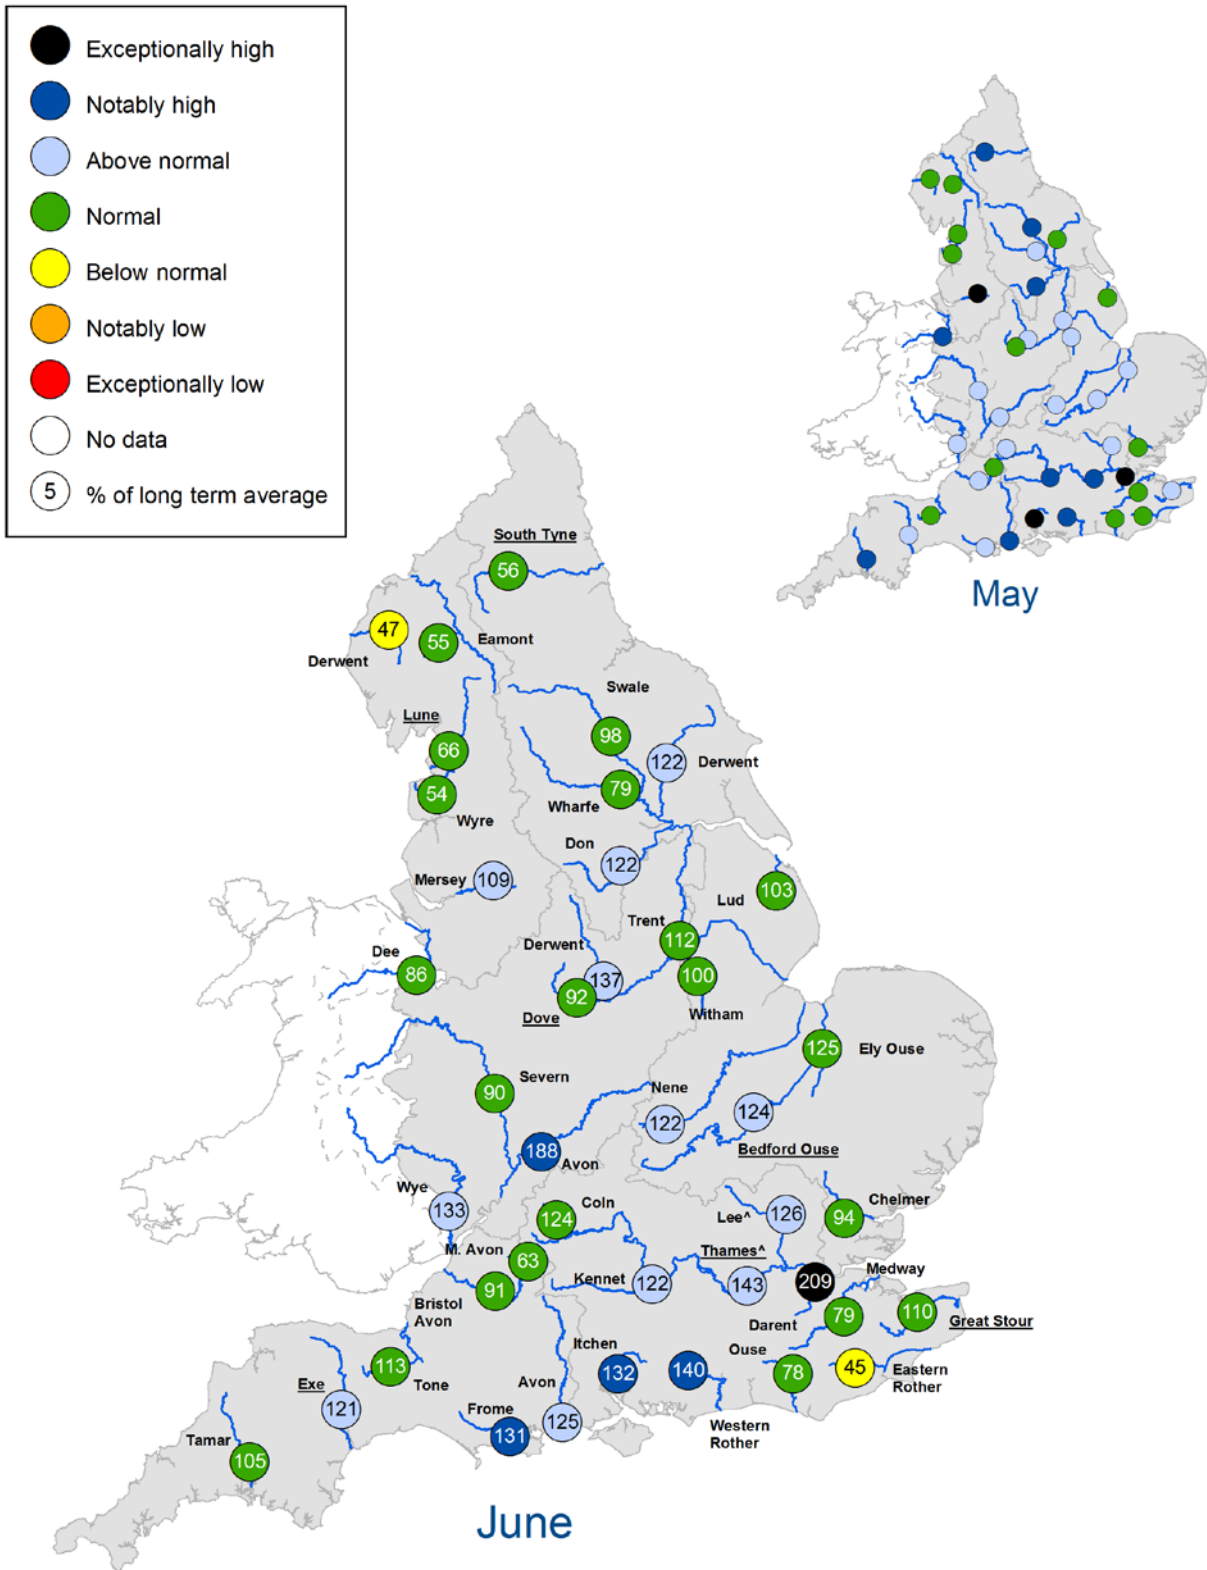 Exceptionally high
Notably high
Above normal
Normal
Below normal
Notably low
Exceptionally low
No data
5 % of long term average
May
South Tyne
56
47
55
Eamont
Derwent
Swale
Lune
98
66
122
Derwent
54
79
Wharfe
Wyre
Don
122
Mersey
109
103
Lud
Trent
112
Derwent
Dee
86
137
100
92
Dove
Witham
125
Ely Ouse
Severn
90
Nene
124
122
Bedford Ouse
188
Avon
Wye
133
Coln
124
Lee^
126
Chelmer
94
M. Avon
63
Thames^
Kennet
122
143
209
Medway
91
Bristol
Avon
Darent
79
110
Great Stour
Itchen
Ouse
113
Tone
132
140
78
45
Eastern
Rother
Exe
121
Avon
Frome
125
131
Western
Rother
Tamar
105
June